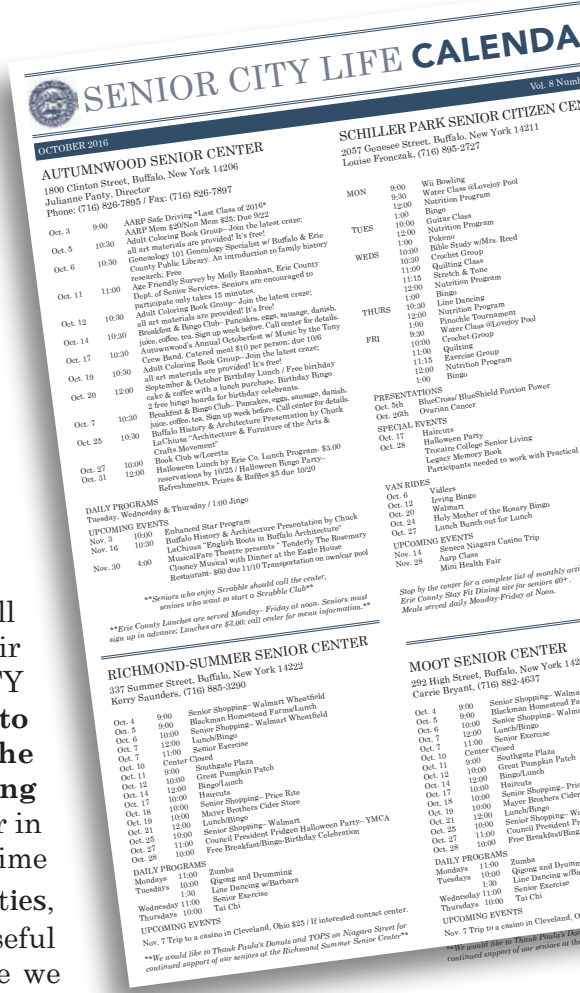 SENIOR CITY LIFE CALENDA
Vol. 8 Numb
OCTOBER 2016
AUTUMNWOOD SENIOR CENTER
1800 Clinton Street, Buffalo, New York 14206
Julianne Panty, Director
Phone: (716) 826-7895 / Fax: (716) 826-7897
Oct. 3 9:00 AARP Safe Driving *Last Class of 2016*
AARP Mem $20/Non Mem $25; Due 9/22
Oct. 5 10:30 Adult Coloring Book Group– Join the latest craze;
all art materials are provided! It's free!
Oct. 6 10:30 Genealogy 101 Genealogy Specialist w/ Buffalo & Erie
County Public Library. An introduction to family history
research; Free
Oct. 11 11:00 Age Friendly Survey by Molly Ranahan, Erie County
Dept. of Senior Services. Seniors are encouraged to
participate only takes 15 minutes.
Oct. 12 10:30 Adult Coloring Book Group– Join the latest craze;
all art materials are provided! It's free!
Oct. 14 10:30 Breakfast & Bingo Club– Pancakes, eggs, sausage, danish,
juice, coffee, tea. Sign up week before. Call center for details.
Oct. 17 10:30 Autumnwood's Annual Octoberfest w/ Music by the Tony
Crew Band. Catered meal $10 per person; due 10/6
Oct. 19 10:30 Adult Coloring Book Group– Join the latest craze;
all art materials are provided! It's free!
Oct. 20 12:00 September & October Birthday Lunch / Free birthday
cake & coffee with a lunch purchase. Birthday Bingo
2 free bingo boards for birthday celebrants.
Oct. 7 10:30 Breakfast & Bingo Club– Pancakes, eggs, sausage, danish,
juice, coffee, tea. Sign up week before. Call center for details.
Oct. 25 10:30 Buffalo History & Architecture Presentation by Chuck
LaChiusa "Architecture & Furniture of the Arts &
Crafts Movement"
Oct. 27 10:00 Book Club w/Loretta
Oct. 31 12:00 Halloween Lunch by Erie Co. Lunch Program- $3.00
reservations by 10/25 / Halloween Bingo Party–
Refreshments, Prizes & Raffles $5 due 10/20
DAILY PROGRAMS
Tuesday, Wednesday & Thursday / 1:00 Jingo
UPCOMING EVENTS
Nov. 3 10:00 Enhanced Star Program
Nov. 16 10:30 Buffalo History & Architecture Presentation by Chuck
LaChiusa "English Roots in Buffalo Architecture"
Nov. 30 4:00 MusicalFare Theatre presents " Tenderly The Rosemary
Clooney Musical with Dinner at the Eagle House
Restaurant- $60 due 11/10 Transportation on own/car pool
**Seniors who enjoy Scrabble should call the center,
seniors who want to start a Scrabble Club**
**Erie County Lunches are served Monday– Friday at noon. Seniors must
sign up in advance; Lunches are $3.00; call center for menu information.**
SCHILLER PARK SENIOR CITIZEN CEN
2057 Genesee Street, Buffalo, New York 14211
Louise Fronczak, (716) 895-2727
MON 9:00 Wii Bowling
9:30 Water Class @Lovejoy Pool
12:00 Nutrition Program
1:00 Bingo
TUES 10:00 Guitar Class
12:00 Nutrition Program
1:00 Pokeno
WEDS 10:00 Bible Study w/Mrs. Reed
10:30 Crochet Group
11:00 Quilting Class
11:15 Stretch & Tone
12:00 Nutrition Program
1:00 Bingo
THURS 10:30 Line Dancing
12:00 Nutrition Program
1:00 Pinochle Tournament
FRI 9:30 Water Class @Lovejoy Pool
10:00 Crochet Group
11:00 Quilting
11:15 Exercise Group
12:00 Nutrition Program
1:00 Bingo
PRESENTATIONS
Oct. 5th BlueCross/ BlueShield Portion Power
Oct. 26th Ovarian Cancer
SPECIAL EVENTS
Oct. 17 Haircuts
Oct. 28 Halloween Party
Trocaire College Senior Living
Legacy Memory Book
Participants needed to work with Practical
VAN RIDES
Oct. 6 Vidlers
Oct. 12 Irving Bingo
Oct. 20 Walmart
Oct. 24 Holy Mother of the Rosary Bingo
Oct. 27 Lunch Bunch out for Lunch
UPCOMING EVENTS
Nov. 14 Seneca Niagara Casino Trip
Nov. 28 Aarp Class
Mini Health Fair
Stop by the center for a complete list of monthly acti
Erie County Stay Fit Dining site for seniors 60+ .
Meals served daily Monday-Friday at Noon.
RICHMOND-SUMMER SENIOR CENTER
337 Summer Street, Buffalo, New York 14222
Kerry Saunders, (716) 885-3290
Oct. 4 9:00 Senior Shopping– Walmart Wheatfield
Oct. 5 9:00 Blackman Homestead Farms/Lunch
Oct. 6 10:00 Senior Shopping– Walmart Wheatfield
Oct. 7 12:00 Lunch/Bingo
Oct. 7 11:00 Senior Exercise
Oct. 10 Center Closed
Oct. 11 9:00 Southgate Plaza
Oct. 12 10:00 Great Pumpkin Patch
Oct. 14 12:00 Bingo/Lunch
Oct. 17 10:00 Haircuts
Oct. 18 10:00 Senior Shopping– Price Rite
Oct. 19 10:00 Mayer Brothers Cider Store
Oct. 21 12:00 Lunch/Bingo
Oct. 25 10:00 Senior Shopping– Walmart
Oct. 27 11:00 Council President Pridgen Halloween Party– YMCA
Oct. 28 10:00 Free Breakfast/Bingo-Birthday Celebration
DAILY PROGRAMS
Mondays 11:00 Zumba
Tuesdays 10:00 Qigong and Drumming
1:30 Line Dancing w/Barbara
Wednesday 11:00 Senior Exercise
Thursdays 10:00 Tai Chi
UPCOMING EVENTS
Nov. 7 Trip to a casino in Cleveland, Ohio $25 / If interested contact center.
**We would like to Thank Paula's Donuts and TOPS on Niagara Street for
continued support of our seniors at the Richmond Summer Senior Center**
MOOT SENIOR CENTER
292 High Street, Buffalo, New York 142
Carrie Bryant, (716) 882-4637
Oct. 4 9:00 Senior Shopping– Walma
Oct. 5 9:00 Blackman Homestead Fa
Oct. 6 10:00 Senior Shopping– Walma
Oct. 7 12:00 Lunch/Bingo
Oct. 7 11:00 Senior Exercise
Oct. 10 Center Closed
Oct. 11 9:00 Southgate Plaza
Oct. 12 10:00 Great Pumpkin Patch
Oct. 14 12:00 Bingo/Lunch
Oct. 17 10:00 Haircuts
Oct. 18 10:00 Senior Shopping– Pric
Oct. 19 10:00 Mayer Brothers Cider
Oct. 21 12:00 Lunch/Bingo
Oct. 25 10:00 Senior Shopping– Wa
Oct. 27 11:00 Council President Pr
Oct. 28 10:00 Free Breakfast/Bing
DAILY PROGRAMS
Mondays 11:00 Zumba
Tuesdays 10:00 Qigong and Drumm
1:30 Line Dancing w/Bar
Wednesday 11:00 Senior Exercise
Thursdays 10:00 Tai Chi
UPCOMING EVENTS
Nov. 7 Trip to a casino in Cleveland, O
**We would like to Thank Paula's Don
continued support of our seniors at the
ll
ir
TY
to
he
ng
r in
ime
ties,
seful
e we